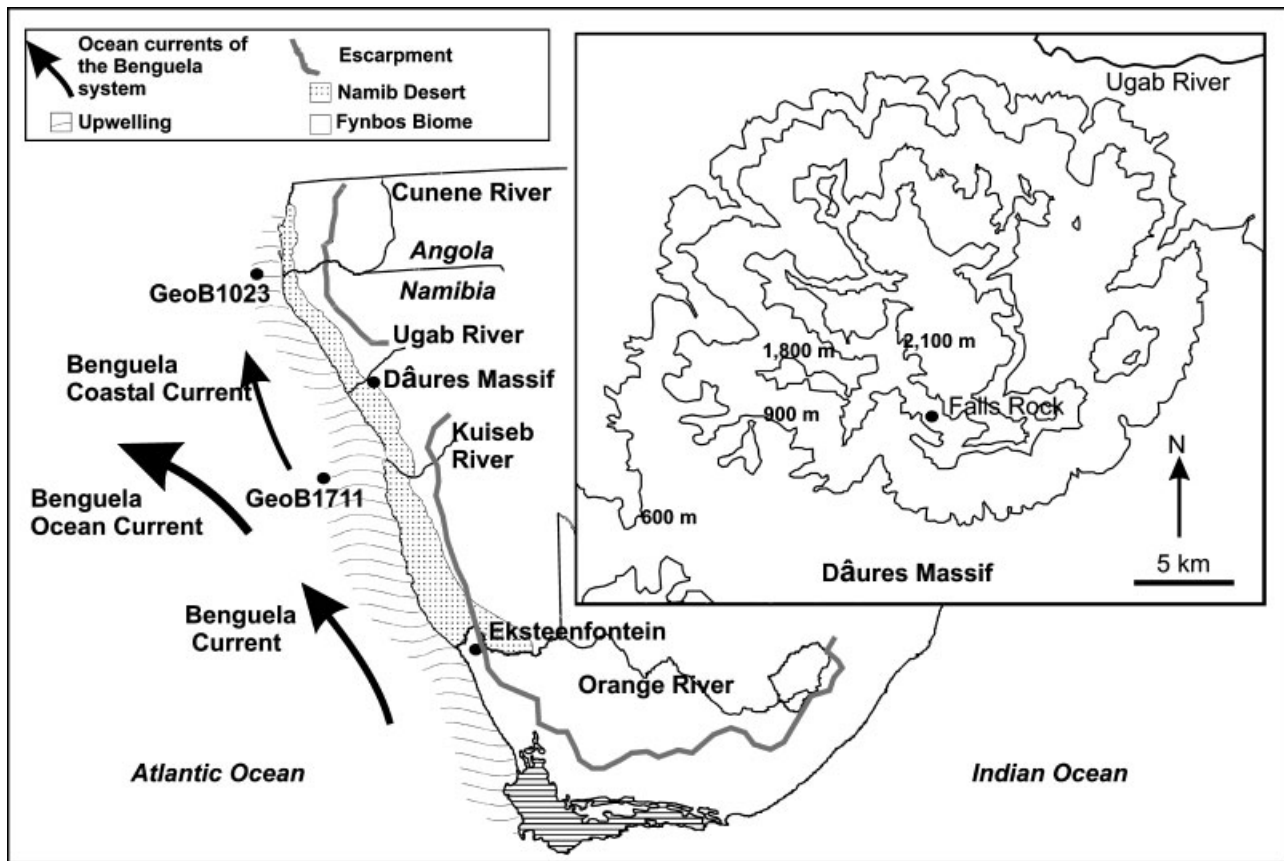 Ocean currents of
the Benguela
system
Upwelling
Escarpment
Namib Desert
Fynbos Biome
Cunene River
Angola
Namibia
GeoB1023
Ugab River
Benguela
Coastal Current
Dâures Massif
Kuiseb
River
GeoB1711
Benguela
Ocean Current
Benguela
Current
Eksteenfontein
Orange River
Atlantic Ocean
Indian Ocean
Ugab River
1,800 m
2,100 m
900 m
Falls Rock
600 m
N
5 km
Dâures Massif